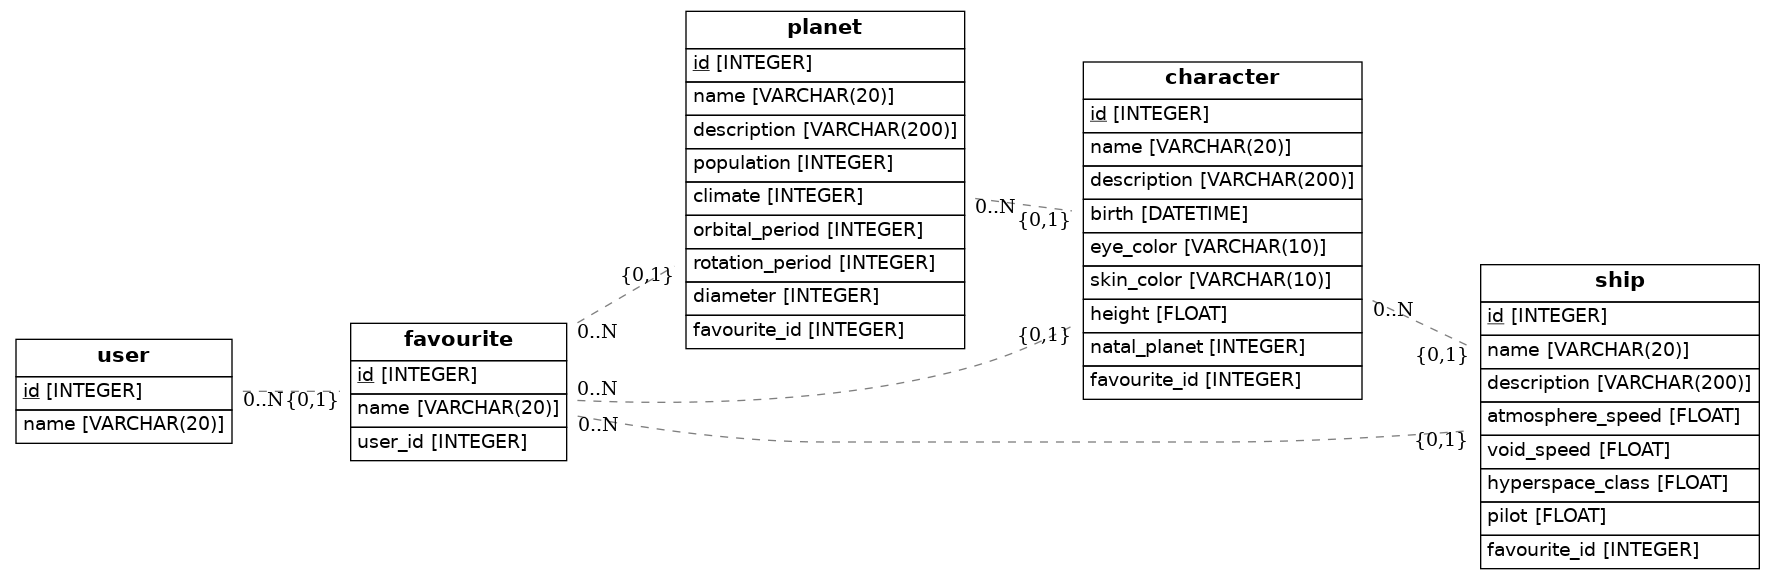 user
id [INTEGER]
name [VARCHAR(20)]
0..N
{0,1}
favourite
id [INTEGER]
name [VARCHAR(20)]
user_id [INTEGER]
0..N
{0,1}
0..N
{0,1}
0..N
{0,1}
planet
id [INTEGER]
name [VARCHAR(20)]
description [VARCHAR(200)]
population [INTEGER]
climate [INTEGER]
orbital_period [INTEGER]
rotation_period [INTEGER]
diameter [INTEGER]
favourite_id [INTEGER]
0..N
{0,1}
character
id [INTEGER]
name [VARCHAR(20)]
description [VARCHAR(200)]
birth [DATETIME]
eye_color [VARCHAR(10)]
skin_color [VARCHAR(10)]
height [FLOAT]
natal_planet [INTEGER]
favourite_id [INTEGER]
0..N
{0,1}
ship
id [INTEGER]
name [VARCHAR(20)]
description [VARCHAR(200)]
atmosphere_speed [FLOAT]
void_speed [FLOAT]
hyperspace_class [FLOAT]
pilot [FLOAT]
favourite_id [INTEGER]